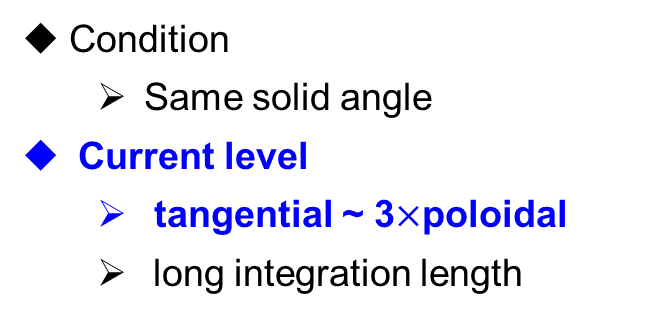 ◆ Condition
➢ Same solid angle
◆ Current level
➢ tangential ~ 3×poloidal
➢ long integration length